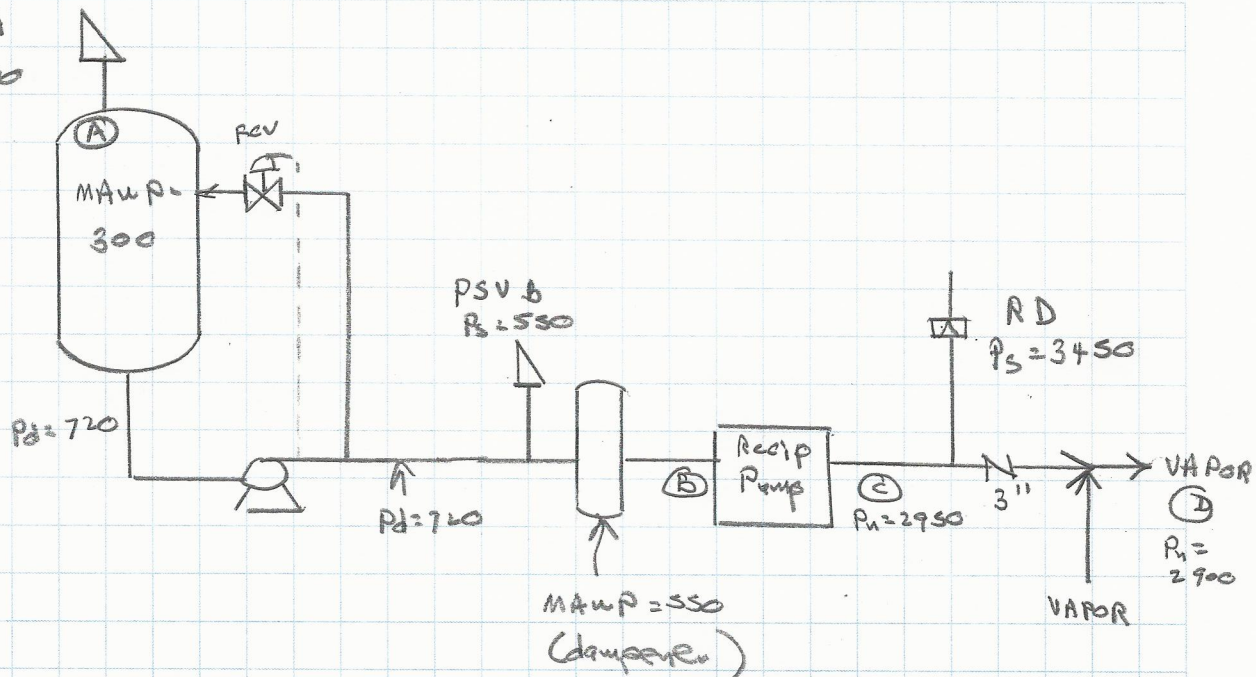 A
MAWP=
300
FCV
PSV B
Ps=550
RD
Ps=3450
Pd=720
Pd=720
B
Recip
Pump
C
Pn=2950
3"
VAPOR
D
Pn=
2900
VAPOR
MAWP=550
(dampener)